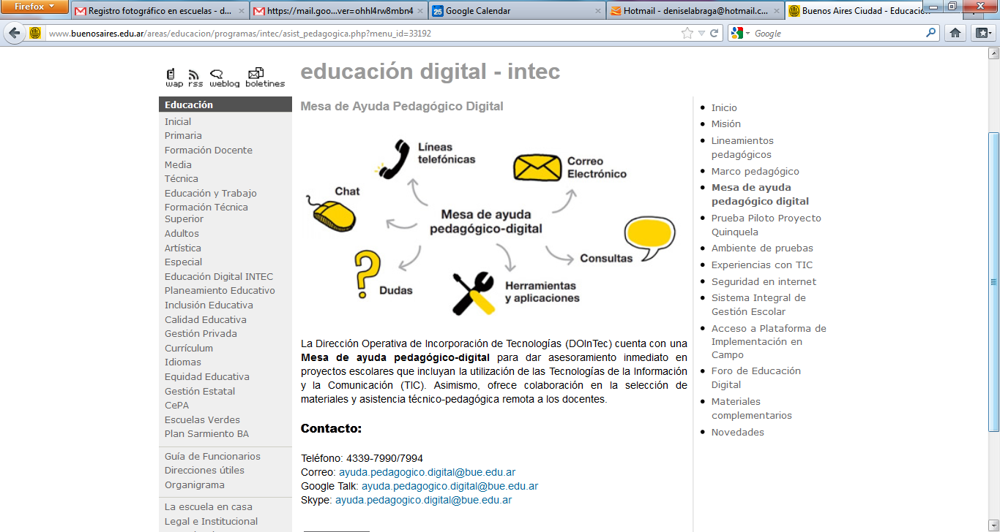 Firefox
Registro fotográfico en escuelas - d...
https://mail.goo...ver=ohhl4rw8mbn4
25 Google Calendar
Hotmail - deniselabraga@hotmail.c...
Buenos Aires Ciudad - Educación
www.buenosaires.edu.ar/areas/educacion/programas/intec/asist_pedagogica.php?menu_id=33192
Google
wap rss weblog boletines
educación digital - intec
Educación
Inicial
Primaria
Formación Docente
Media
Técnica
Educación y Trabajo
Formación Técnica
Superior
Adultos
Artística
Especial
Educación Digital INTEC
Planeamiento Educativo
Inclusión Educativa
Calidad Educativa
Gestión Privada
Currículum
Idiomas
Equidad Educativa
Gestión Estatal
CePA
Escuelas Verdes
Plan Sarmiento BA
Guía de Funcionarios
Direcciones útiles
Organigrama
La escuela en casa
Legal e Institucional
Mesa de Ayuda Pedagógico Digital
Líneas
telefónicas
Correo
Electrónico
Chat
Mesa de ayuda
pedagógico-digital
Consultas
Dudas
Herramientas
y aplicaciones
La Dirección Operativa de Incorporación de Tecnologías (DOInTec) cuenta con una
Mesa de ayuda pedagógico-digital para dar asesoramiento inmediato en
proyectos escolares que incluyan la utilización de las Tecnologías de la Información
y la Comunicación (TIC). Asimismo, ofrece colaboración en la selección de
materiales y asistencia técnico-pedagógica remota a los docentes.
Contacto:
Teléfono: 4339-7990/7994
Correo: ayuda.pedagogico.digital@bue.edu.ar
Google Talk: ayuda.pedagogico.digital@bue.edu.ar
Skype: ayuda.pedagogico.digital@bue.edu.ar
Inicio
Misión
Lineamientos
pedagógicos
Marco pedagógico
Mesa de ayuda
pedagógico digital
Prueba Piloto Proyecto
Quinquela
Ambiente de pruebas
Experiencias con TIC
Seguridad en internet
Sistema Integral de
Gestión Escolar
Acceso a Plataforma de
Implementación en
Campo
Foro de Educación
Digital
Materiales
complementarios
Novedades